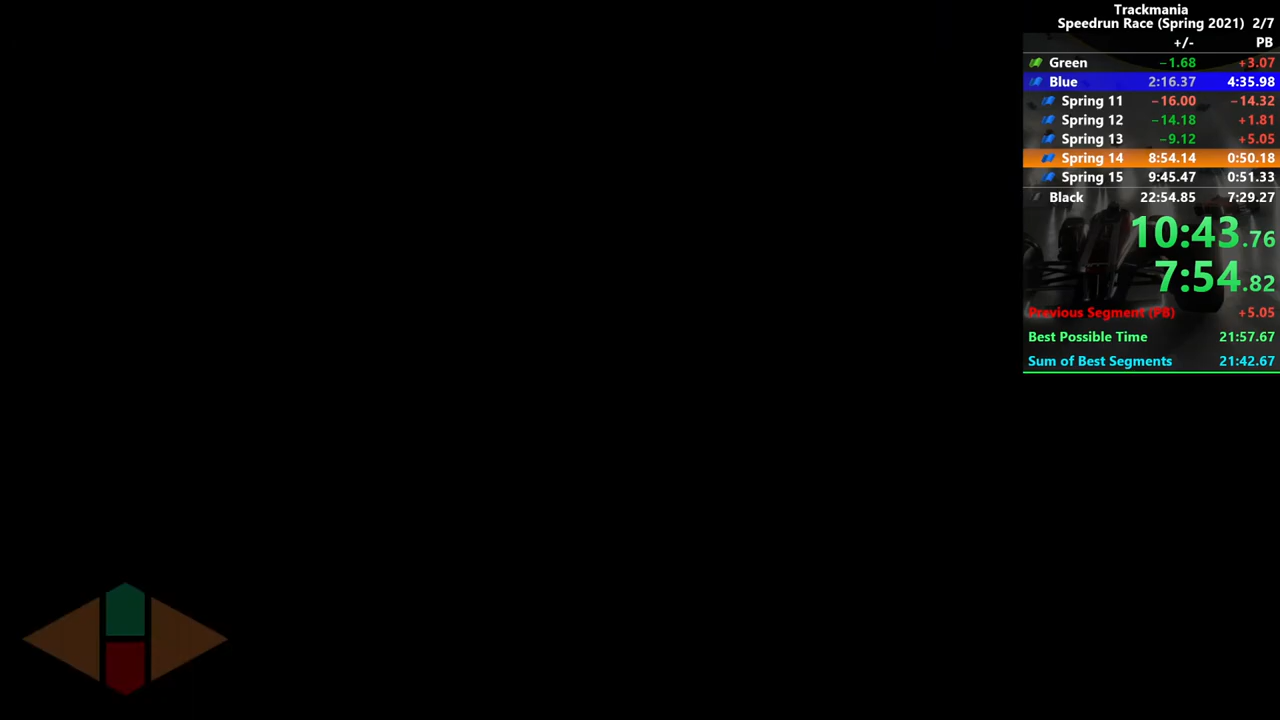 Trackmania
Speedrun Race (Spring 2021) 2/7
+/- PB
Green −1.68 +3.07
Blue 2:16.37 4:35.98
Spring 11 −16.00 −14.32
Spring 12 −14.18 +1.81
Spring 13 −9.12 +5.05
Spring 14 8:54.14 0:50.18
Spring 15 9:45.47 0:51.33
Black 22:54.85 7:29.27
10:43.76
7:54.82
Previous Segment (PB) +5.05
Best Possible Time 21:57.67
Sum of Best Segments 21:42.67